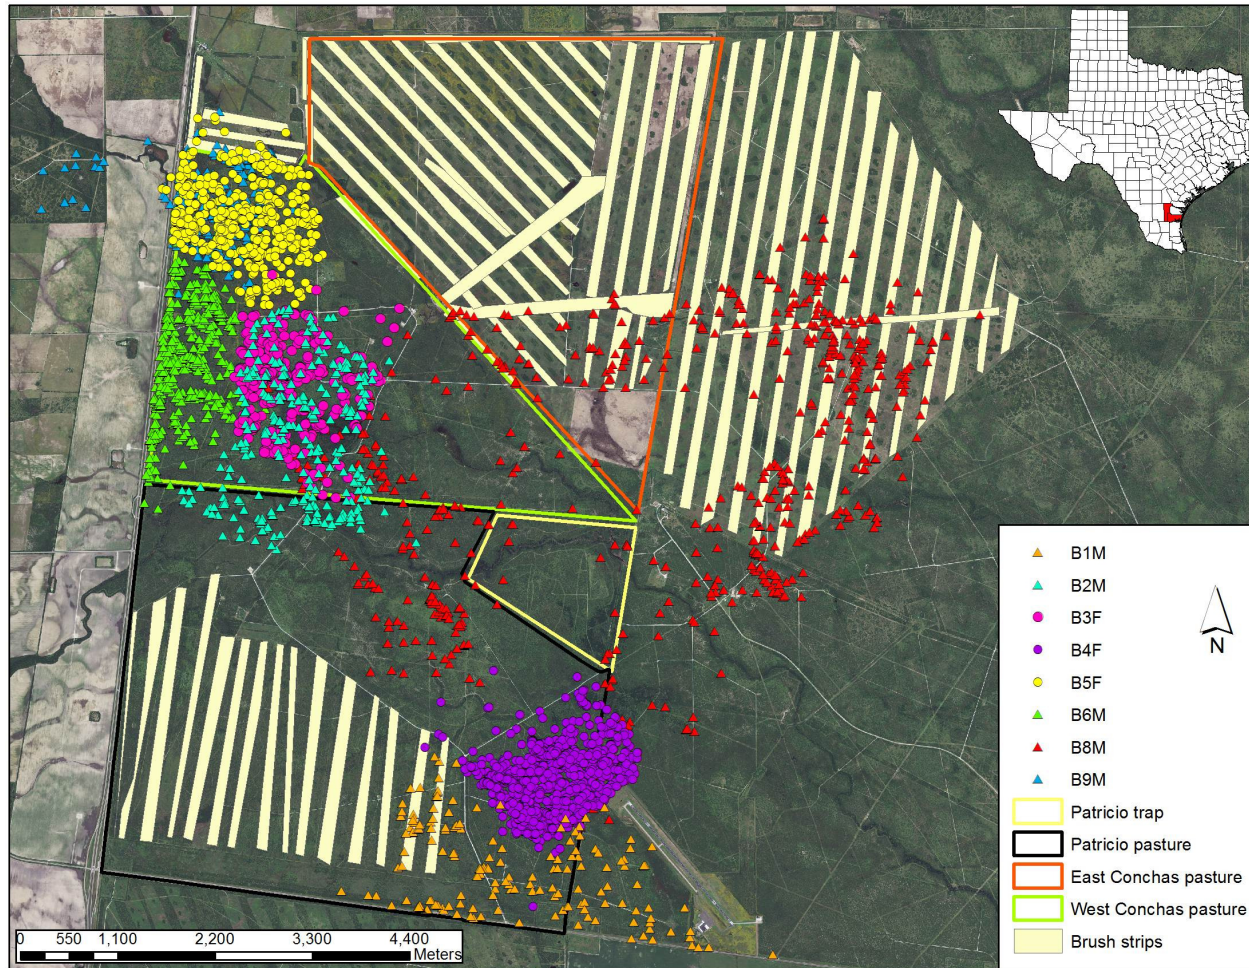 B1M
B2M
B3F
B4F
B5F
B6M
B8M
B9M
Patricio trap
Patricio pasture
East Conchas pasture
West Conchas pasture
Brush strips
N
0 550 1,100 2,200 3,300 4,400
Meters